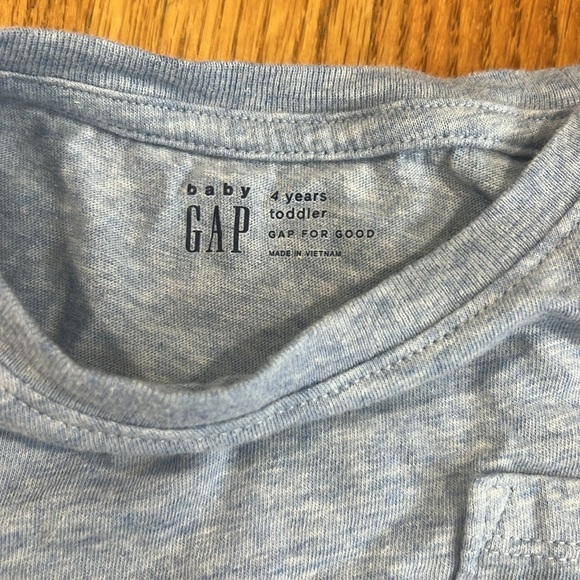 baby
GAP
4 years
toddler
GAP FOR GOOD
MADE IN VIETNAM